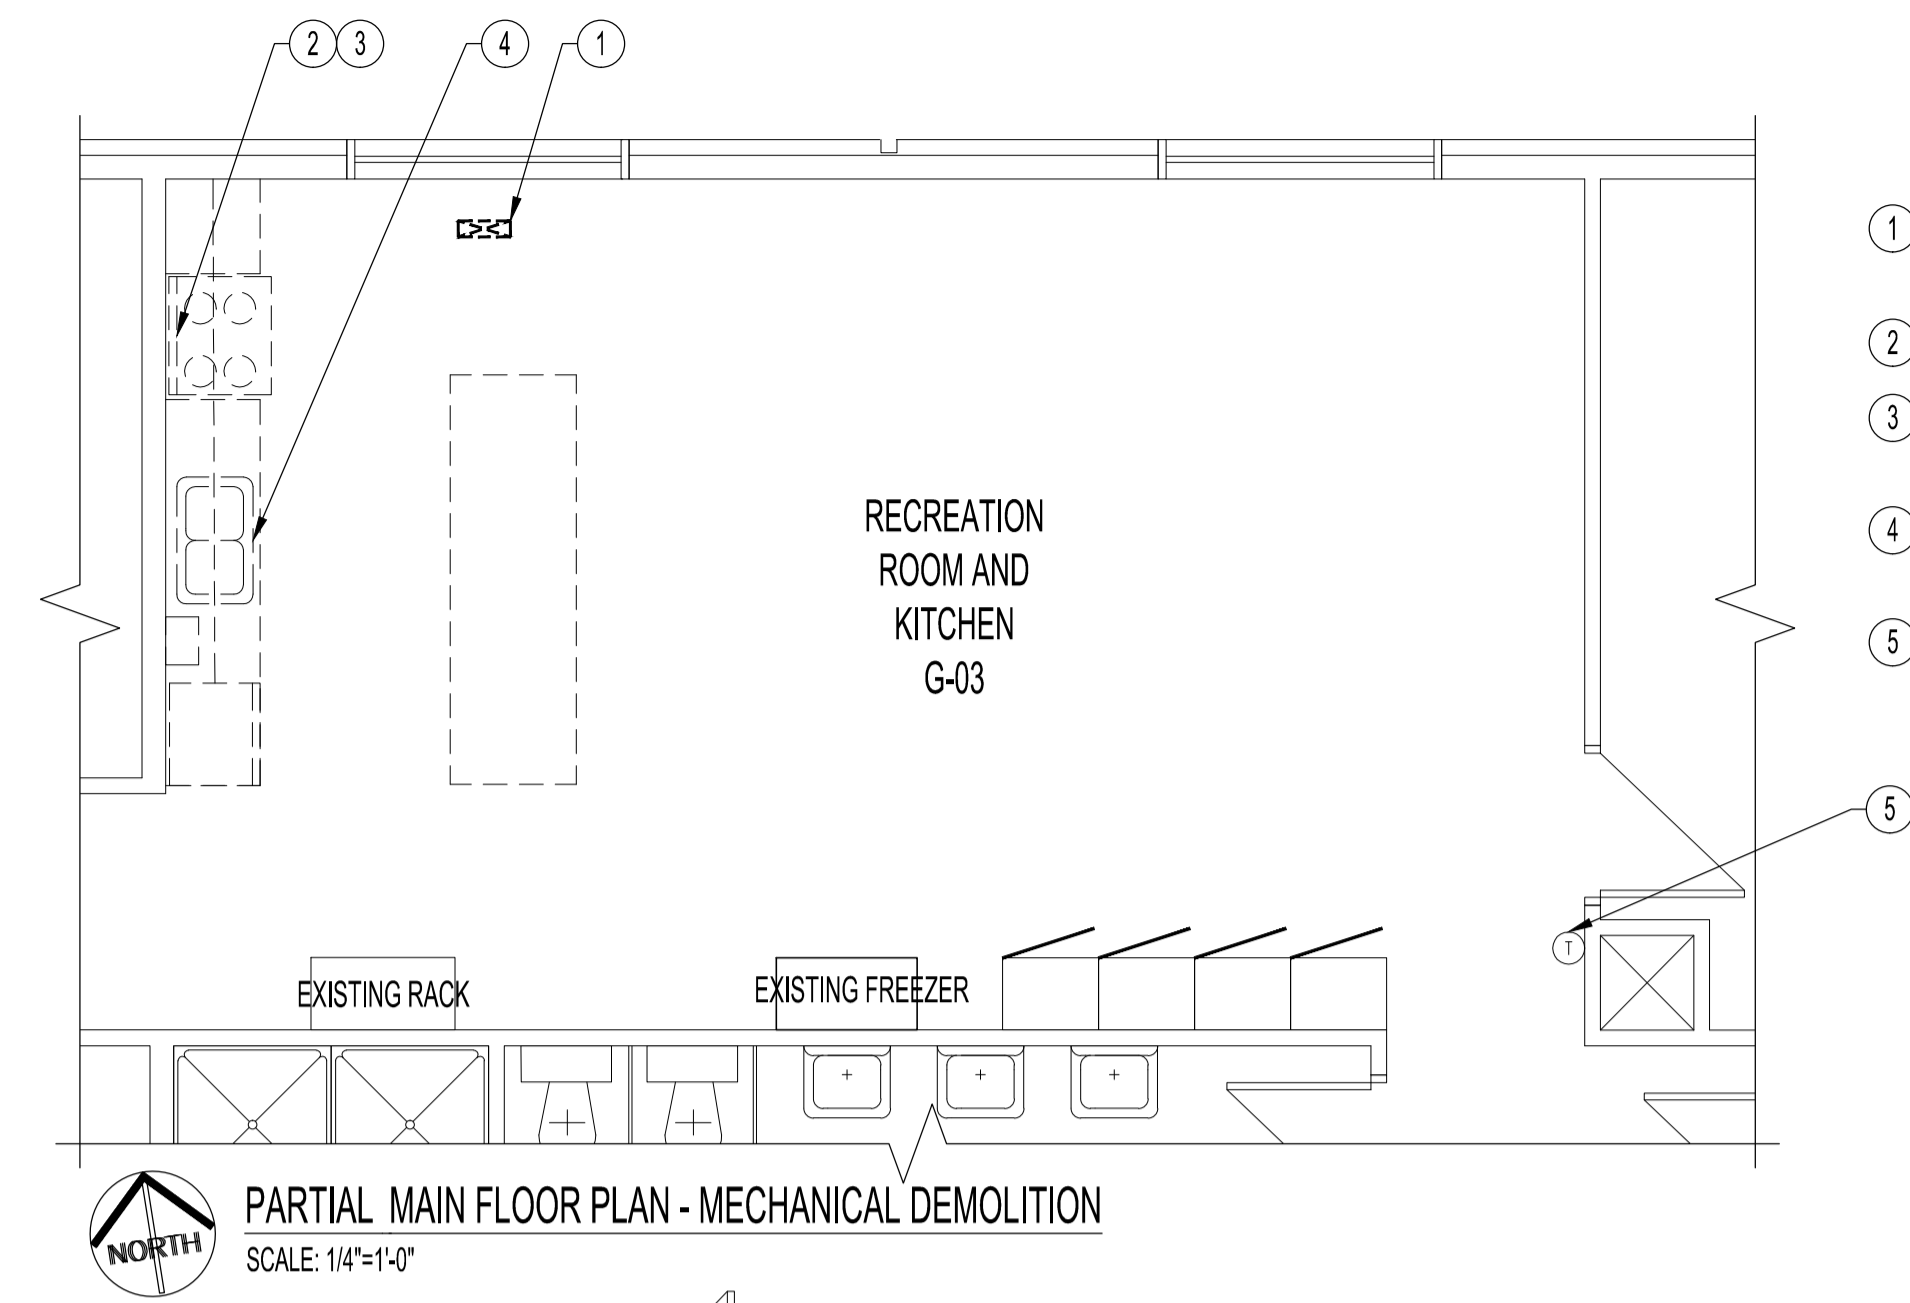 2 3 4 1
1
2
3
4
5
5
RECREATION
ROOM AND
KITCHEN
G-03
T
EXISTING RACK
EXISTING FREEZER
NORTH
PARTIAL MAIN FLOOR PLAN - MECHANICAL DEMOLITION
SCALE: 1/4"=1'-0"